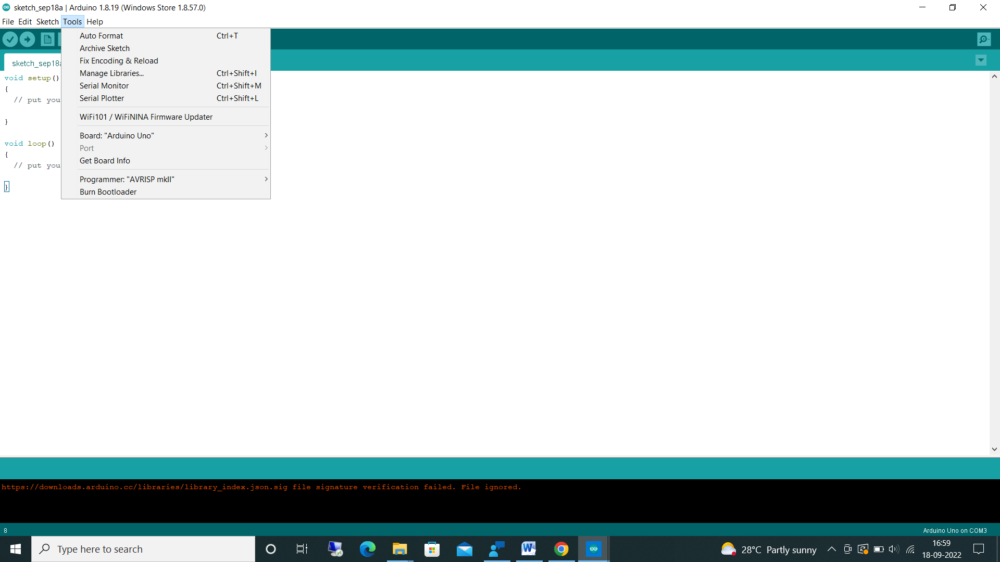 sketch_sep18a | Arduino 1.8.19 (Windows Store 1.8.57.0)
File Edit Sketch Tools Help
Auto Format Ctrl+T
Archive Sketch
Fix Encoding & Reload
Manage Libraries... Ctrl+Shift+I
Serial Monitor Ctrl+Shift+M
Serial Plotter Ctrl+Shift+L
WiFi101 / WiFiNINA Firmware Updater
Board: "Arduino Uno"
Port
Get Board Info
Programmer: "AVRISP mkII"
Burn Bootloader
sketch_sep18a
void setup()
{
// put you
}
void loop()
{
// put you
}
https://downloads.arduino.cc/libraries/library_index.json.sig file signature verification failed. File ignored.
8
Arduino Uno on COM3
Type here to search
28°C Partly sunny
16:59
18-09-2022